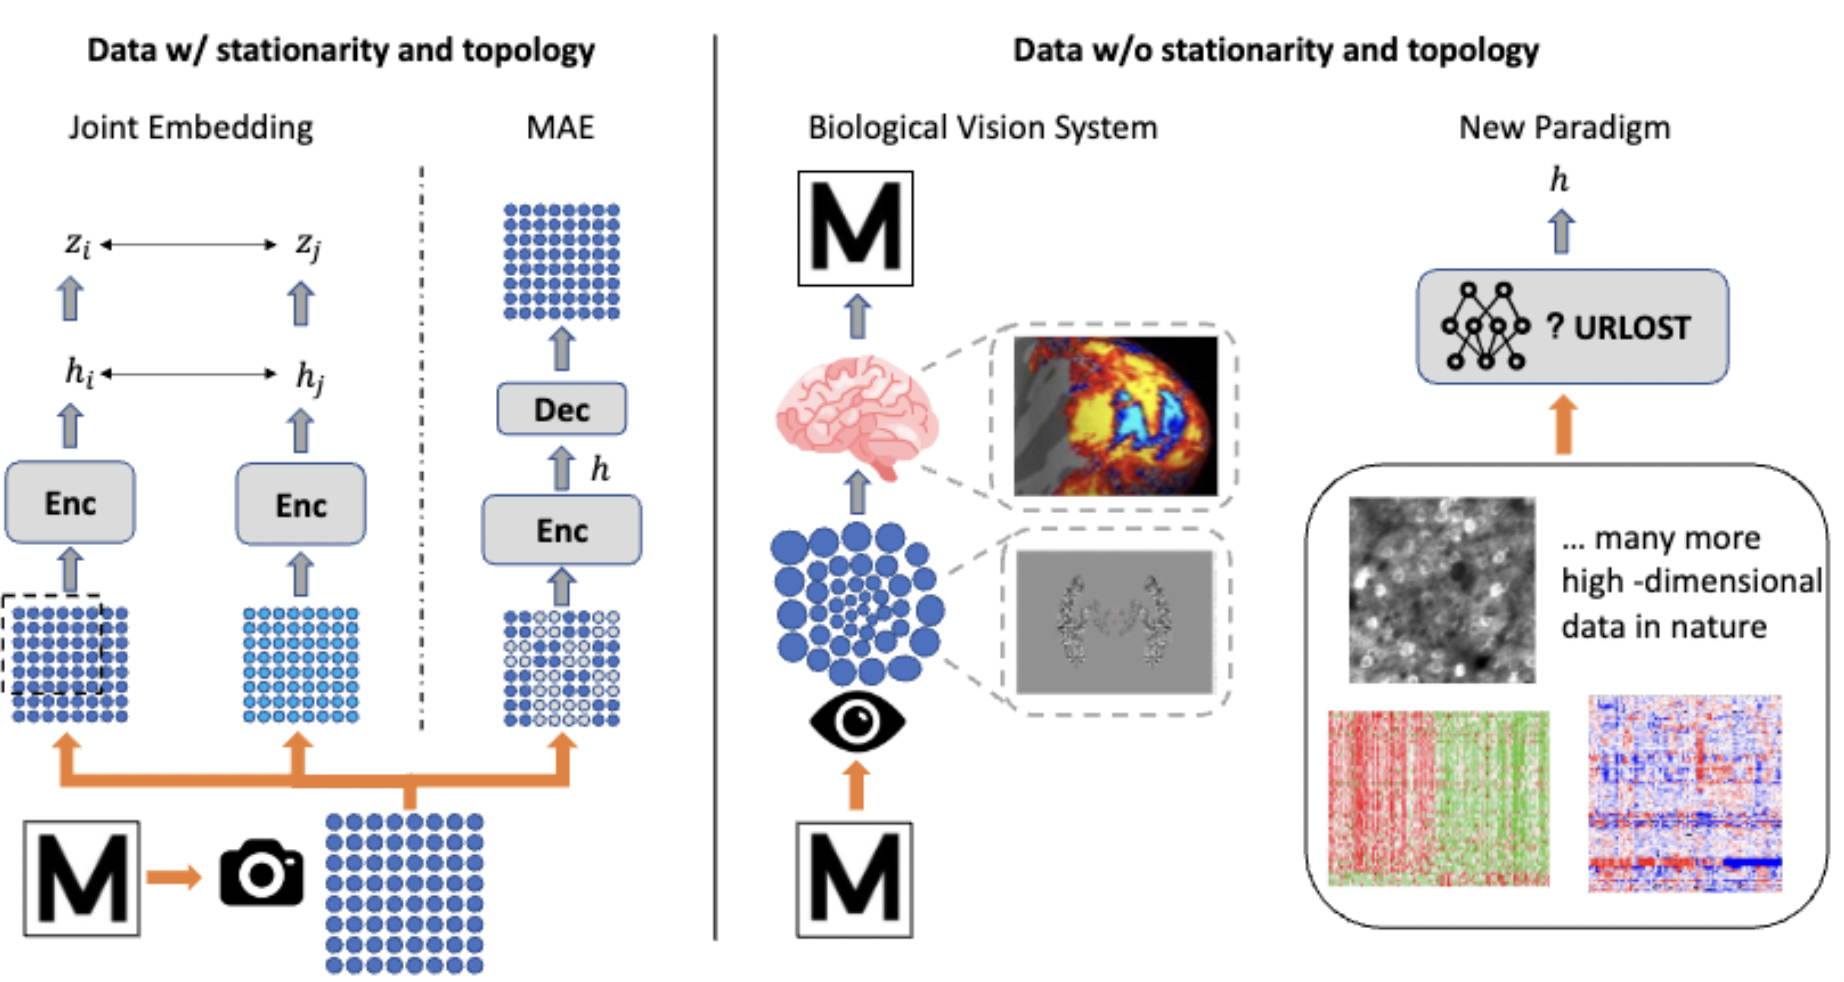 Data w/ stationarity and topology
Joint Embedding
MAE
z_i
z_j
h_i
h_j
Enc
Enc
Dec
h
Enc
M
Data w/o stationarity and topology
Biological Vision System
M
M
New Paradigm
h
? URLOST
... many more
high -dimensional
data in nature